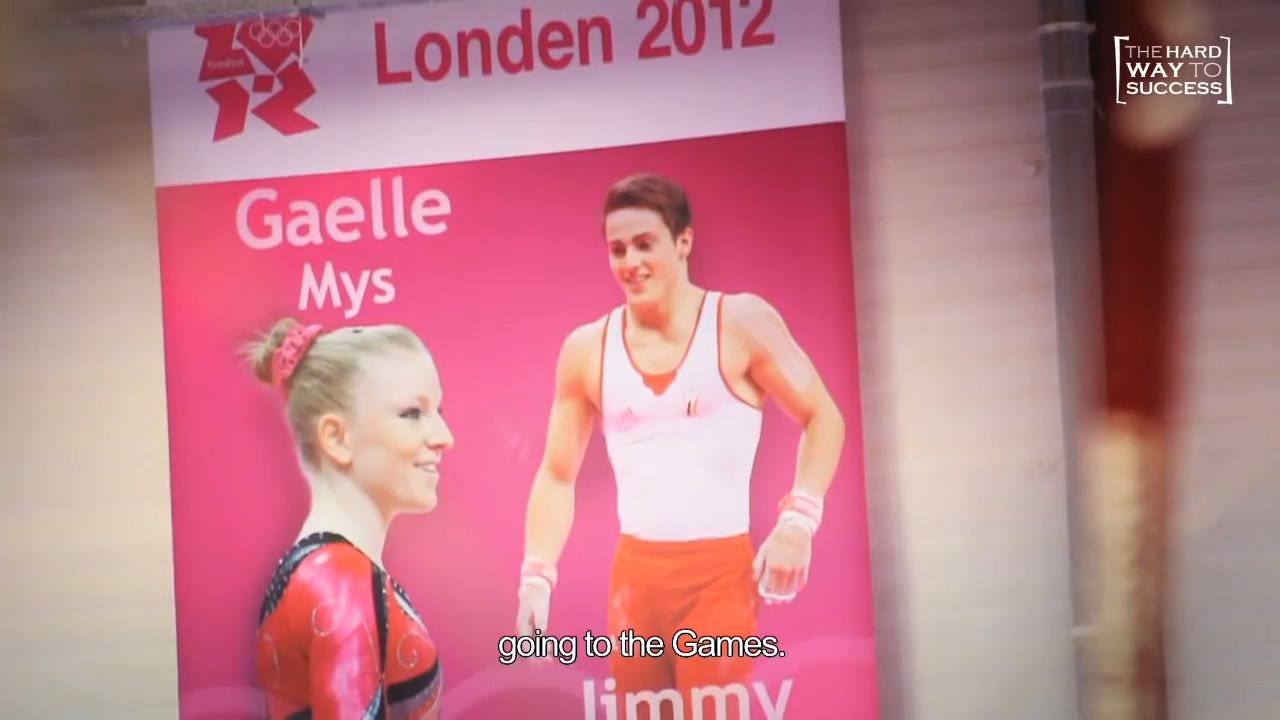 london
Londen 2012
THE HARD
WAY TO
SUCCESS
Gaelle
Mys
going to the Games.
Jimmy